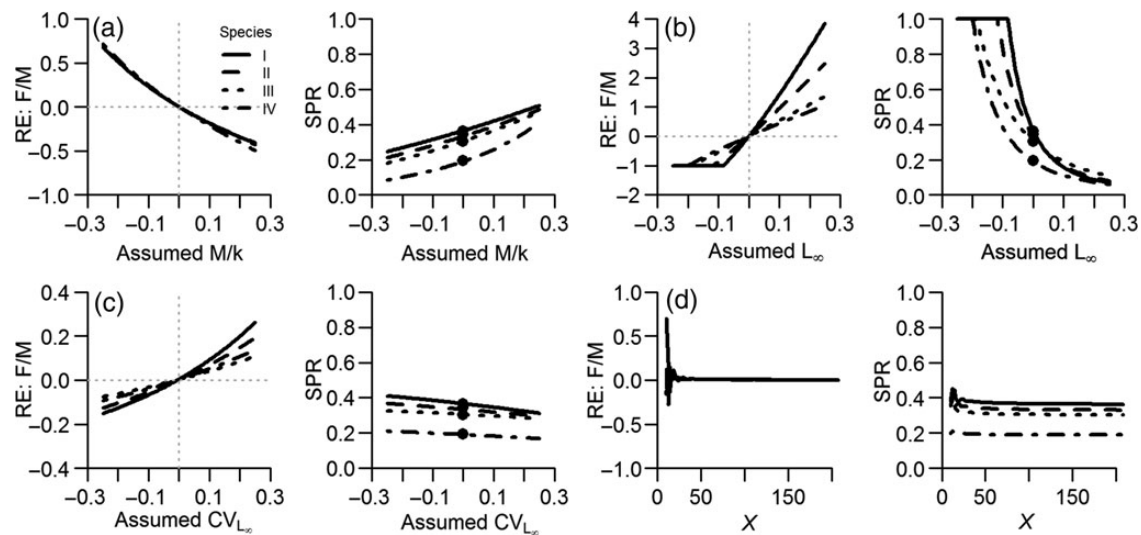 (a)
Species
I
II
III
IV
RE: F/M
1.0
0.5
0.0
−0.5
−1.0
−0.3 −0.1 0.1 0.3
Assumed M/k
SPR
1.0
0.8
0.6
0.4
0.2
0.0
−0.3 −0.1 0.1 0.3
Assumed M/k
(b)
RE: F/M
4
3
2
1
0
−1
−2
−0.3 −0.1 0.1 0.3
Assumed L∞
SPR
1.0
0.8
0.6
0.4
0.2
0.0
−0.3 −0.1 0.1 0.3
Assumed L∞
(c)
RE: F/M
0.4
0.2
0.0
−0.2
−0.4
−0.3 −0.1 0.1 0.3
Assumed CV L∞
SPR
1.0
0.8
0.6
0.4
0.2
0.0
−0.3 −0.1 0.1 0.3
Assumed CV L∞
(d)
RE: F/M
1.0
0.5
0.0
−0.5
−1.0
0 50 150
X
SPR
1.0
0.8
0.6
0.4
0.2
0.0
0 50 150
X